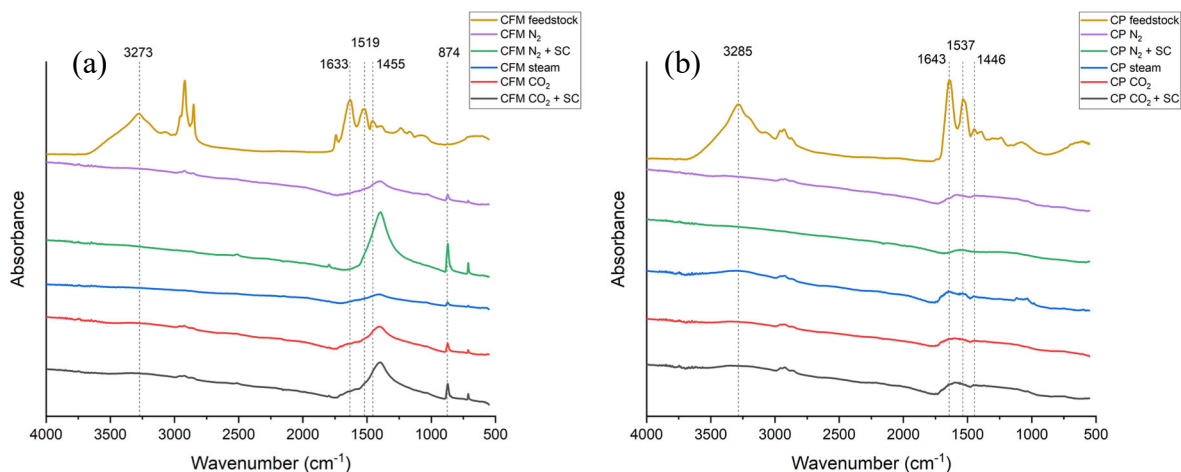 (a)
3273
1519
1633
1455
874
CFM feedstock
CFM N₂
CFM N₂ + SC
CFM steam
CFM CO₂
CFM CO₂ + SC
Absorbance
4000 3500 3000 2500 2000 1500 1000 500
Wavenumber (cm⁻¹)
(b)
3285
1537
1643
1446
CP feedstock
CP N₂
CP N₂ + SC
CP steam
CP CO₂
CP CO₂ + SC
Absorbance
4000 3500 3000 2500 2000 1500 1000 500
Wavenumber (cm⁻¹)